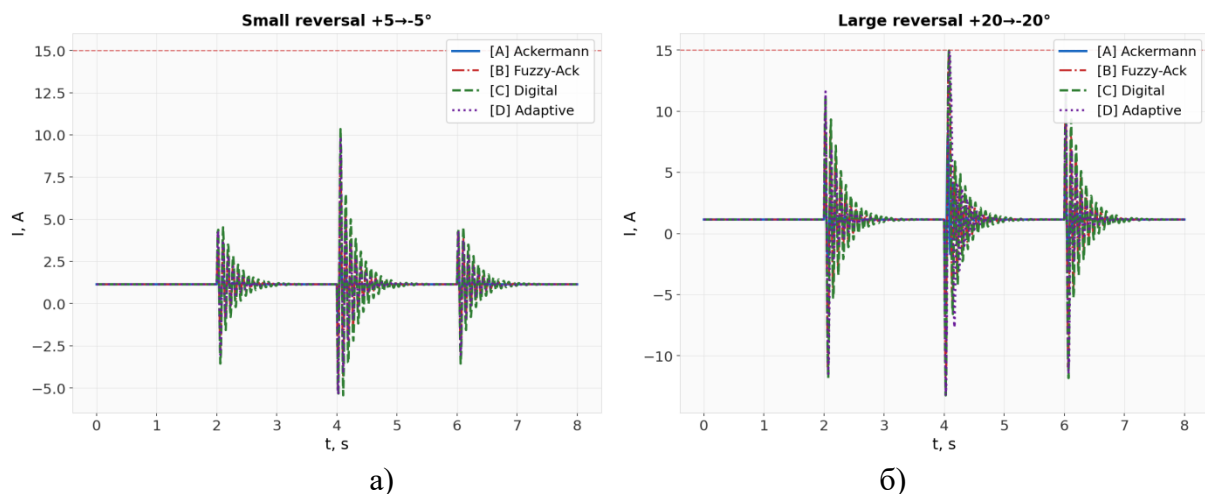 Small reversal +5→-5°
15.0
12.5
10.0
7.5
5.0
2.5
0.0
−2.5
−5.0
I, A
[A] Ackermann
[B] Fuzzy-Ack
[C] Digital
[D] Adaptive
0 1 2 3 4 5 6 7 8
t, s
а)
Large reversal +20→-20°
15
10
5
0
−5
−10
I, A
[A] Ackermann
[B] Fuzzy-Ack
[C] Digital
[D] Adaptive
0 1 2 3 4 5 6 7 8
t, s
б)